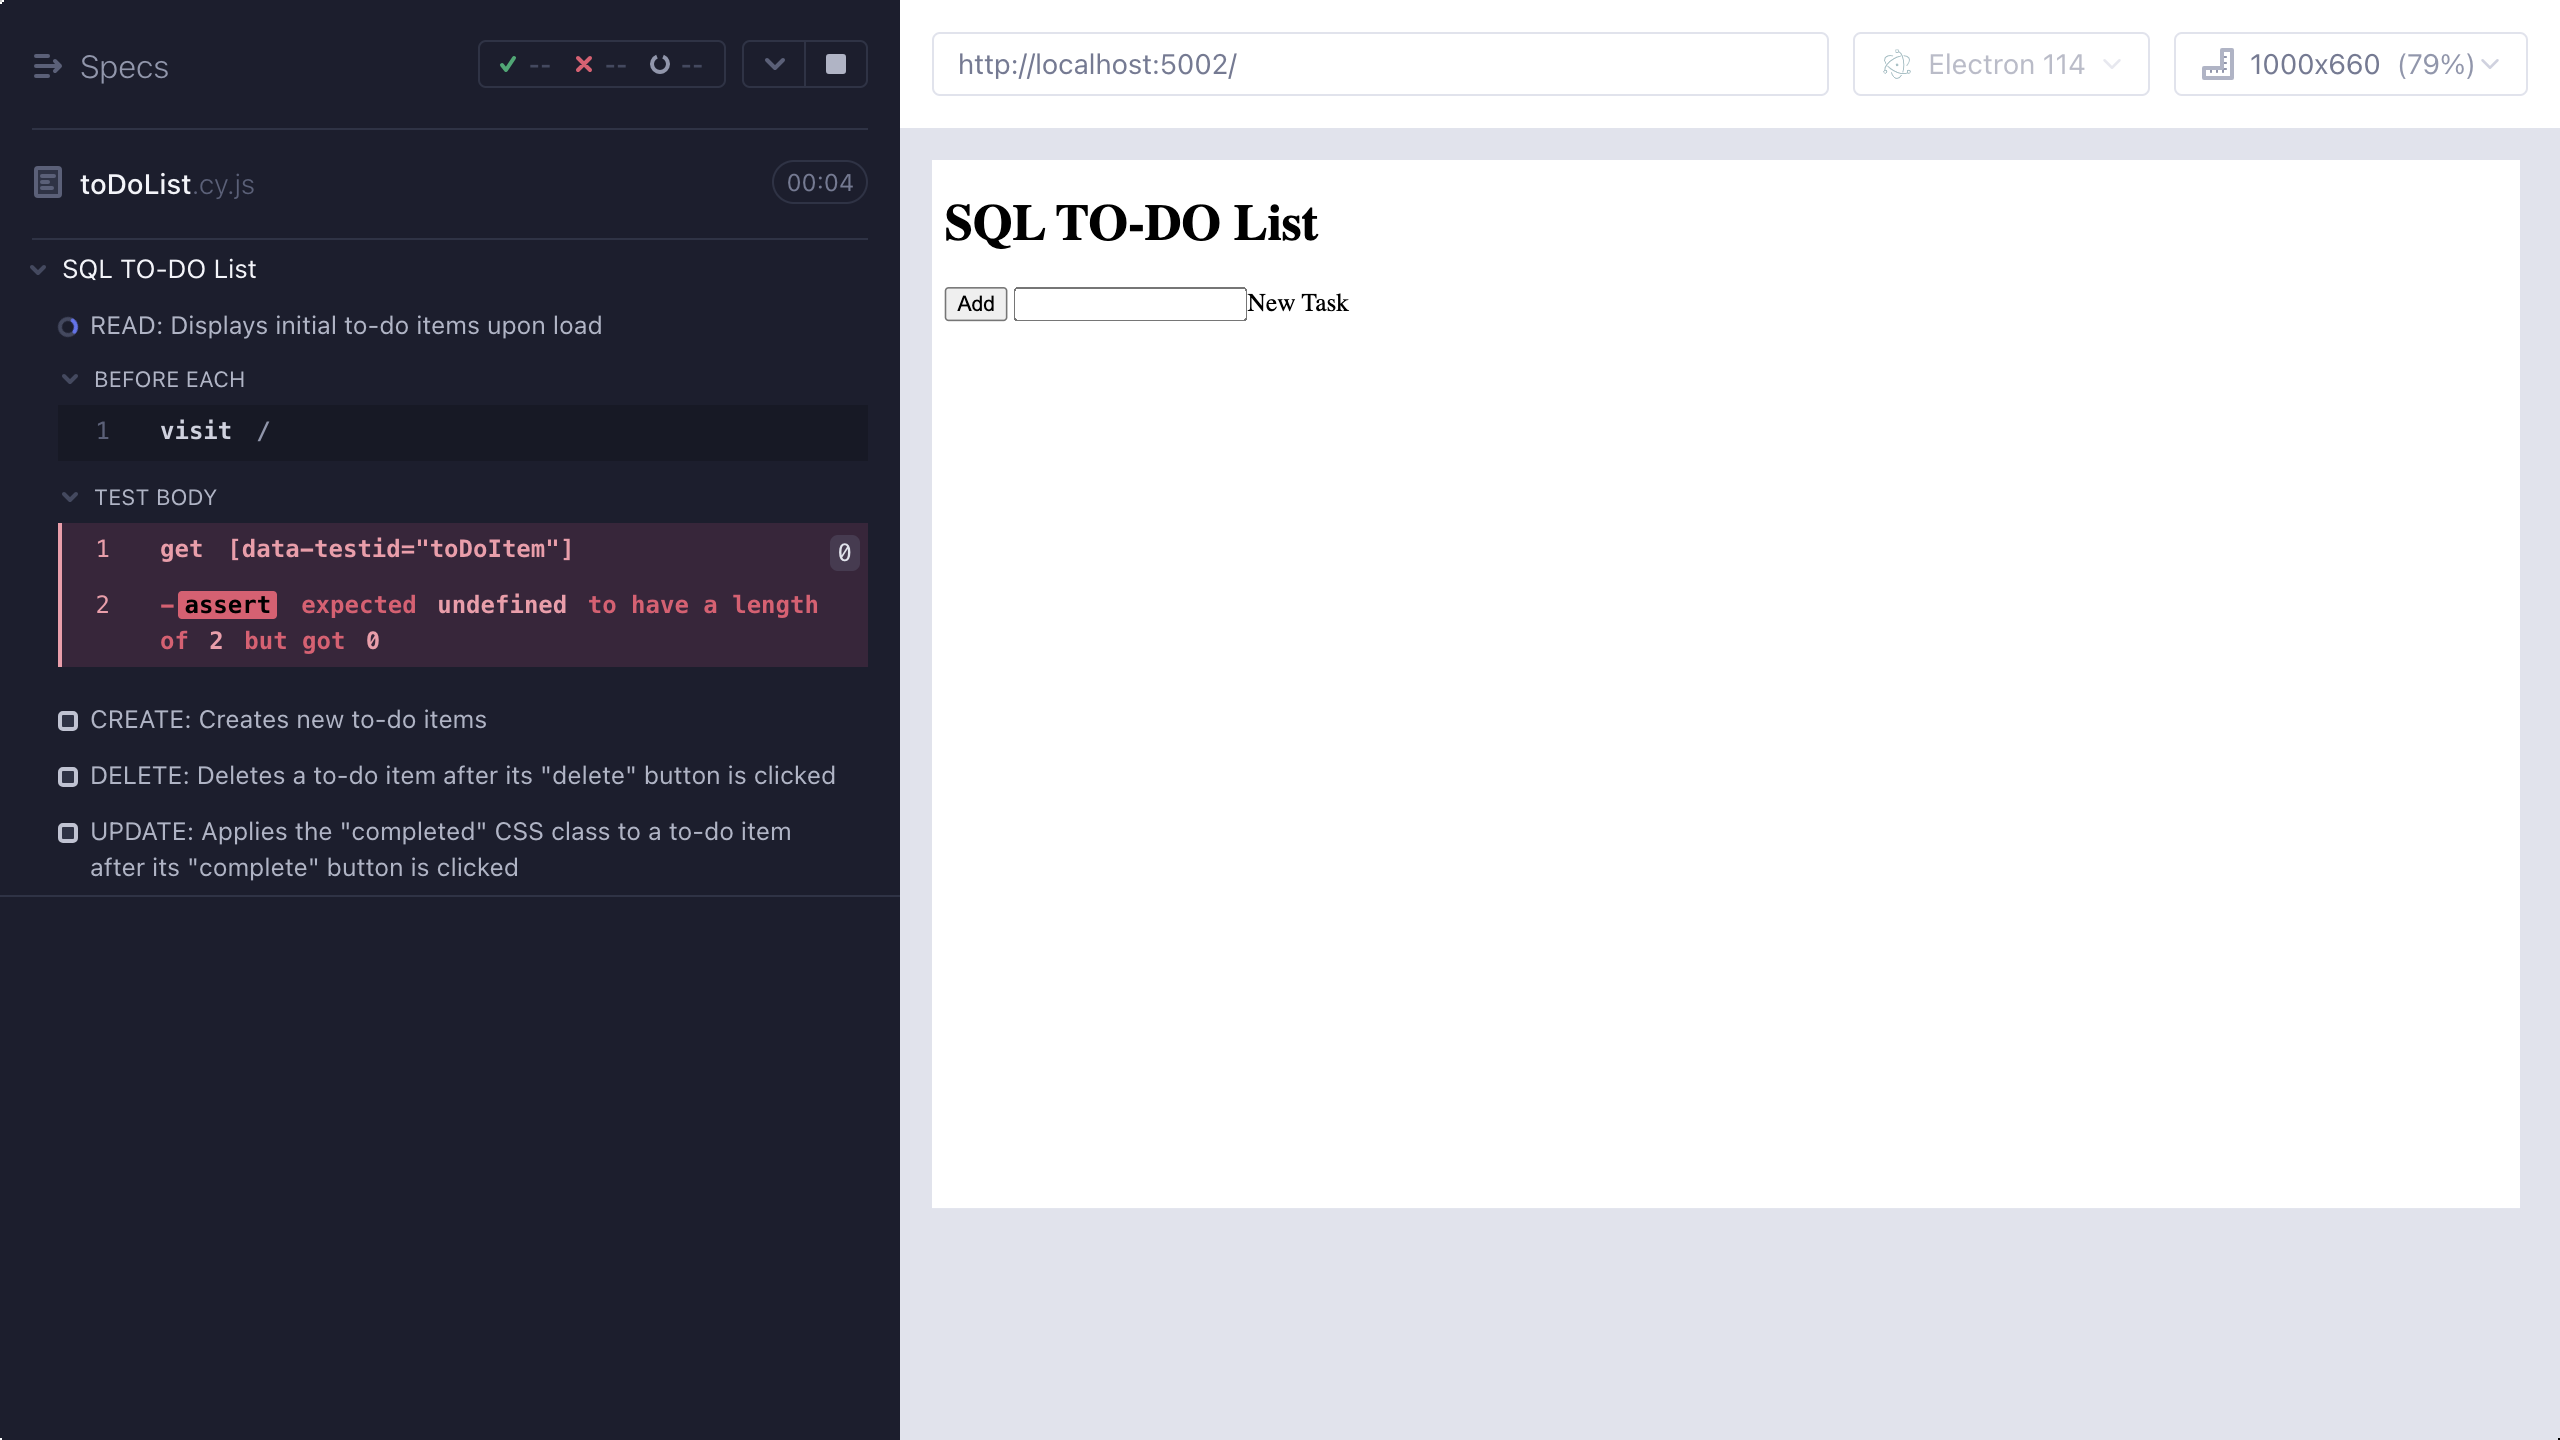 Specs
-- -- --
toDoList.cy.js
00:04
SQL TO-DO List
READ: Displays initial to-do items upon load
BEFORE EACH
1 visit /
TEST BODY
1 get [data-testid="toDoItem"] 0
2 -assert expected undefined to have a length
of 2 but got 0
CREATE: Creates new to-do items
DELETE: Deletes a to-do item after its "delete" button is clicked
UPDATE: Applies the "completed" CSS class to a to-do item
after its "complete" button is clicked
http://localhost:5002/
Electron 114
1000x660 (79%)
SQL TO-DO List
Add New Task